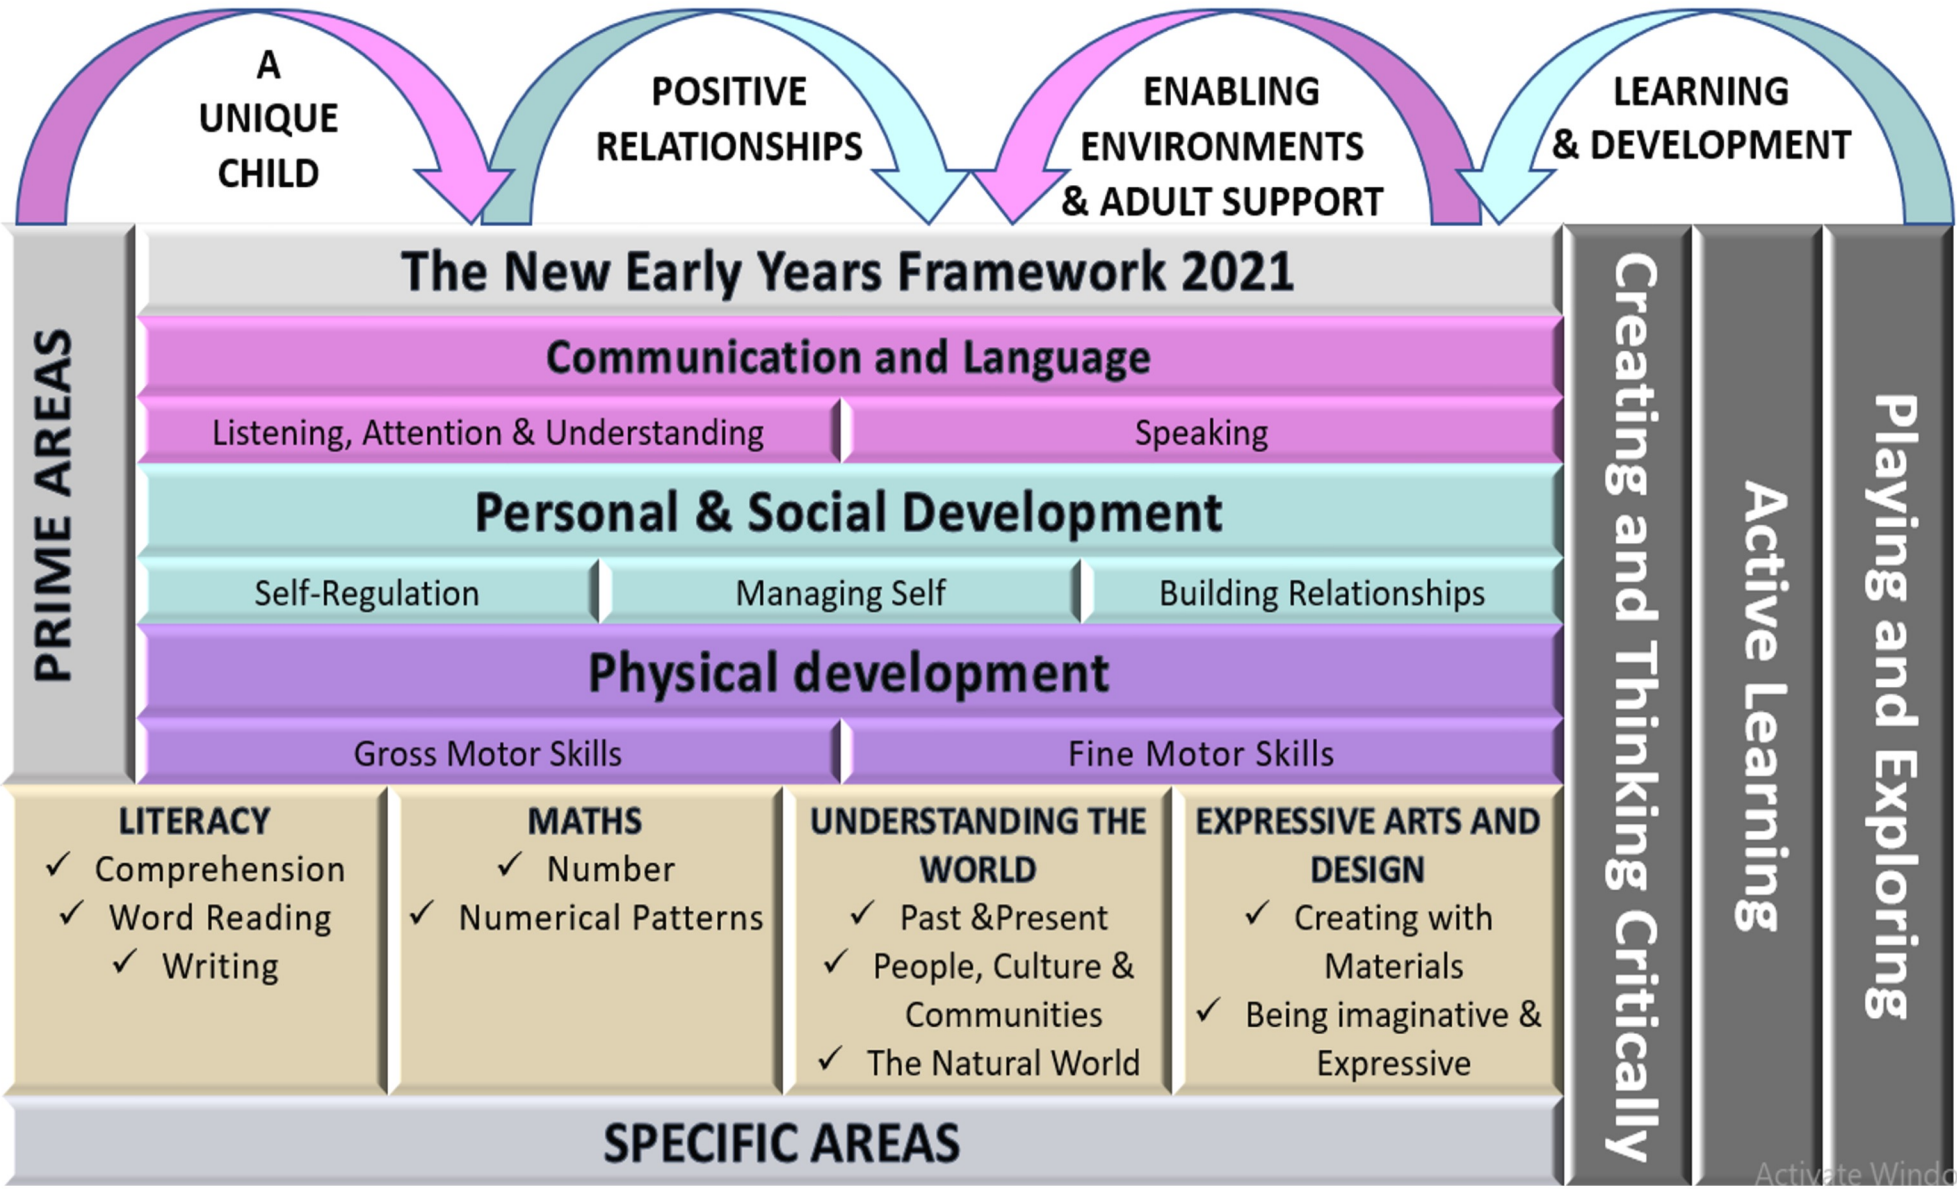 A
UNIQUE
CHILD
POSITIVE
RELATIONSHIPS
ENABLING
ENVIRONMENTS
& ADULT SUPPORT
LEARNING
& DEVELOPMENT
PRIME AREAS
The New Early Years Framework 2021
Communication and Language
Listening, Attention & Understanding
Speaking
Personal & Social Development
Self-Regulation
Managing Self
Building Relationships
Physical development
Gross Motor Skills
Fine Motor Skills
LITERACY
✓ Comprehension
✓ Word Reading
✓ Writing
MATHS
✓ Number
✓ Numerical Patterns
UNDERSTANDING THE
WORLD
✓ Past &Present
✓ People, Culture &
Communities
✓ The Natural World
EXPRESSIVE ARTS AND
DESIGN
✓ Creating with
Materials
✓ Being imaginative &
Expressive
SPECIFIC AREAS
Creating and Thinking Critically
Active Learning
Playing and Exploring
Activate Windo